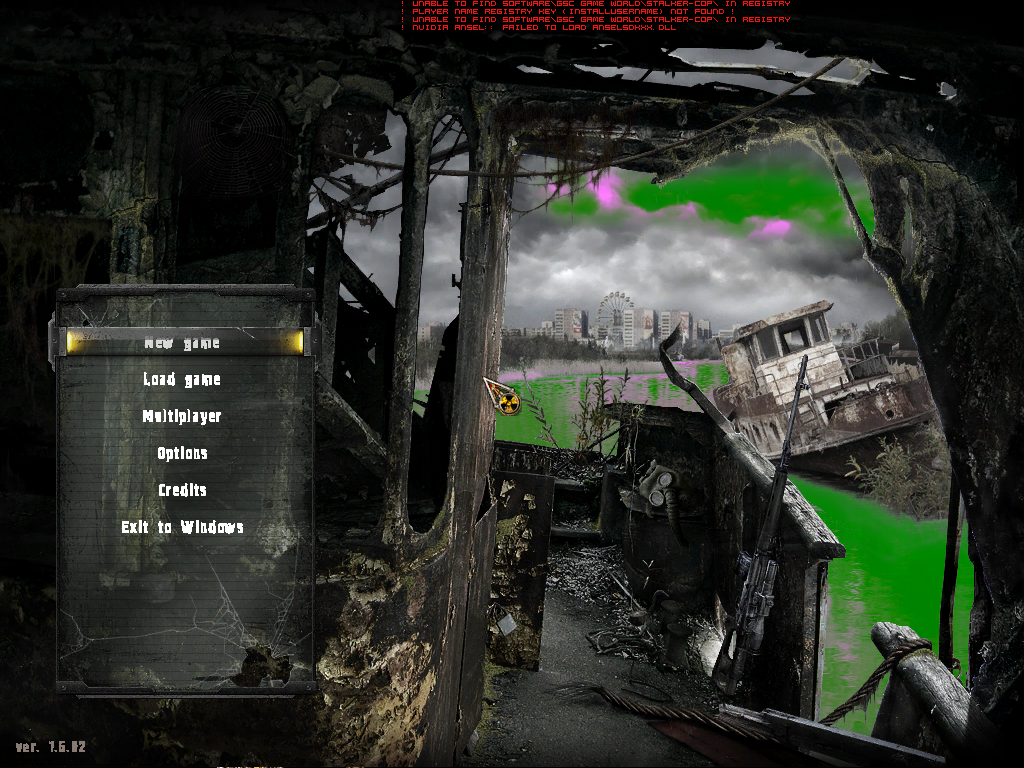 ! UNABLE TO FIND SOFTWARE\GSC GAME WORLD\STALKER-COP\ IN REGISTRY
! PLAYER NAME REGISTRY KEY (INSTALLUSERNAME) NOT FOUND !
! UNABLE TO FIND SOFTWARE\GSC GAME WORLD\STALKER-COP\ IN REGISTRY
! NVIDIA ANSEL:: FAILED TO LOAD ANSELSDKXX.DLL
New game
Load game
Multiplayer
Options
Credits
Exit to Windows
ver. 1.6.02